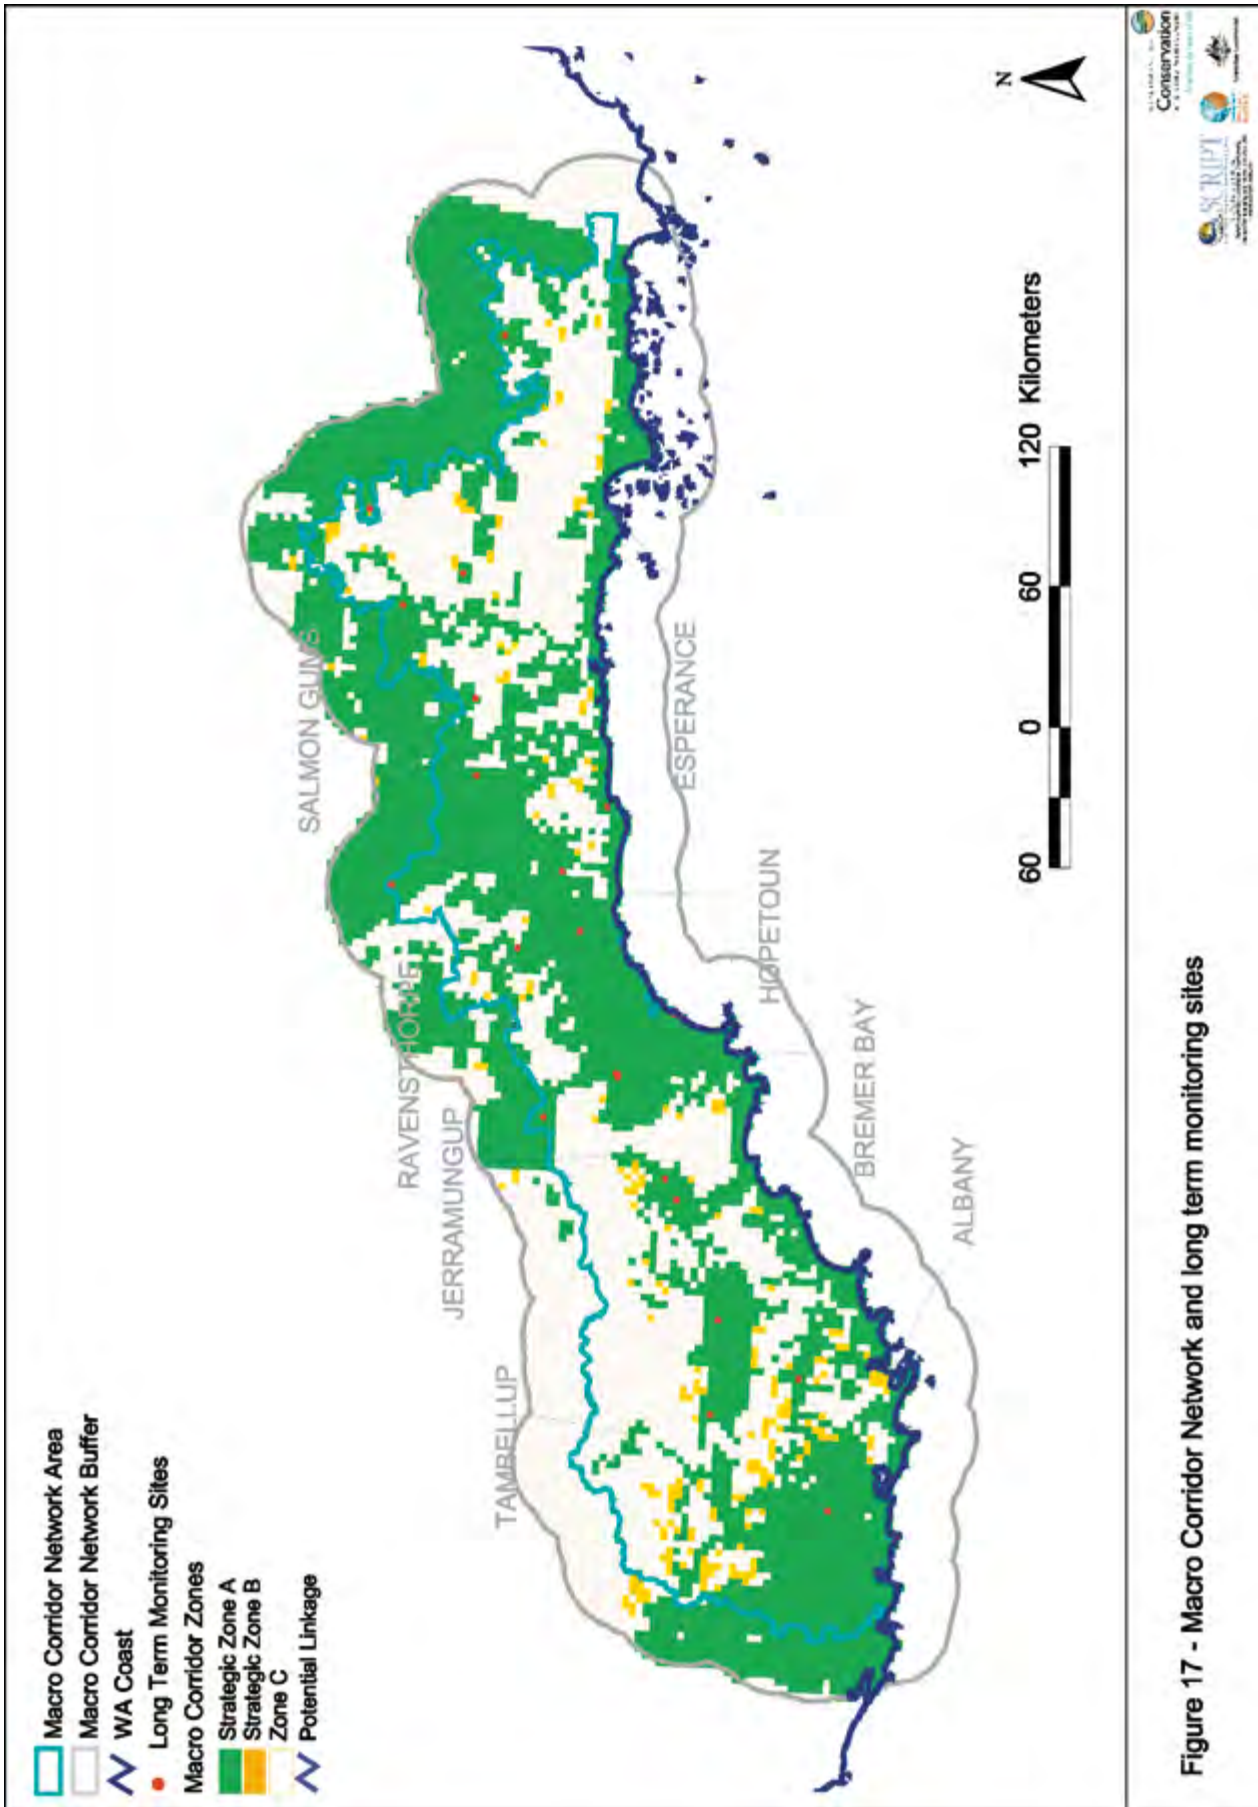 Macro Corridor Network Area
Macro Corridor Network Buffer
WA Coast
Long Term Monitoring Sites
Macro Corridor Zones
Strategic Zone A
Strategic Zone B
Zone C
Potential Linkage
SALMON GUMS
RAVENSTHORPE
JERRAMUNGUP
TAMBELLUP
ESPERANCE
HOPETOUN
BREMER BAY
ALBANY
N
60 0 60 120 Kilometers
Figure 17 - Macro Corridor Network and long term monitoring sites
Conservation
SCRIPT